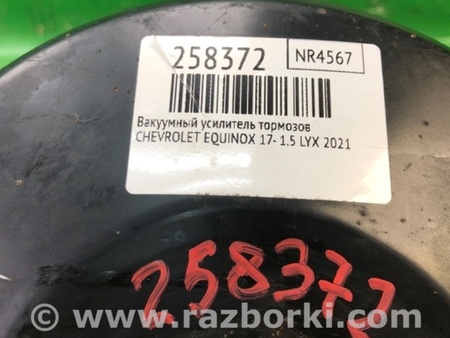 258372
NR4567
Вакуумный усилитель тормозов
CHEVROLET EQUINOX 17- 1.5 LYX 2021
258372
© www.razborki.com